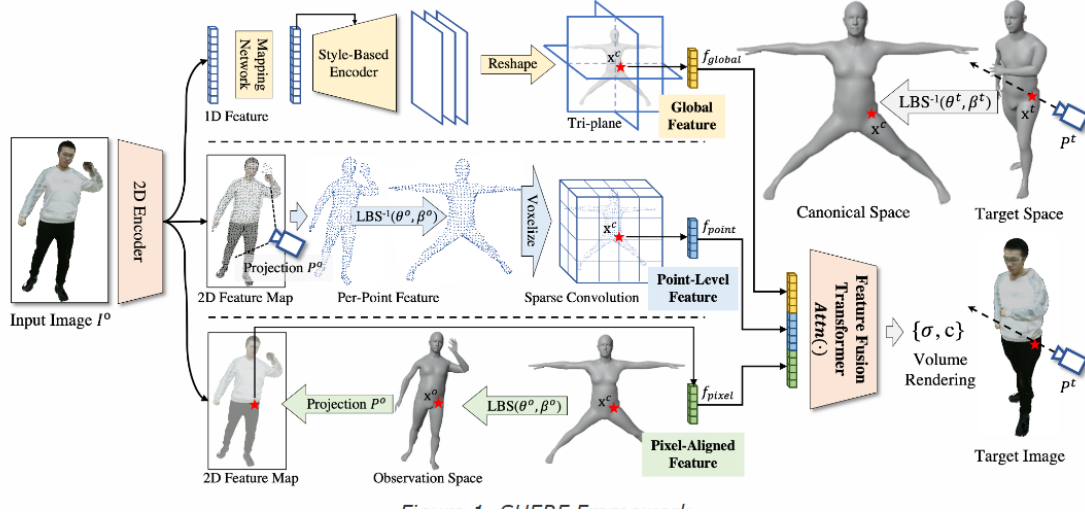 Mapping
Network
1D Feature
Style-Based
Encoder
Reshape
x^c
Tri-plane
f_global
Global
Feature
LBS⁻¹(θ^t, β^t)
x^c
x^t
P^t
Canonical Space
Target Space
Input Image I^o
2D Encoder
2D Feature Map
Projection P^o
LBS⁻¹(θ^o, β^o)
Per-Point Feature
Voxelize
x^c
Sparse Convolution
f_point
Point-Level
Feature
2D Feature Map
Projection P^o
x^o
Observation Space
LBS(θ^o, β^o)
x^c
f_pixel
Pixel-Aligned
Feature
Feature Fusion
Transformer
Attn(·)
{σ, c}
Volume
Rendering
P^t
Target Image